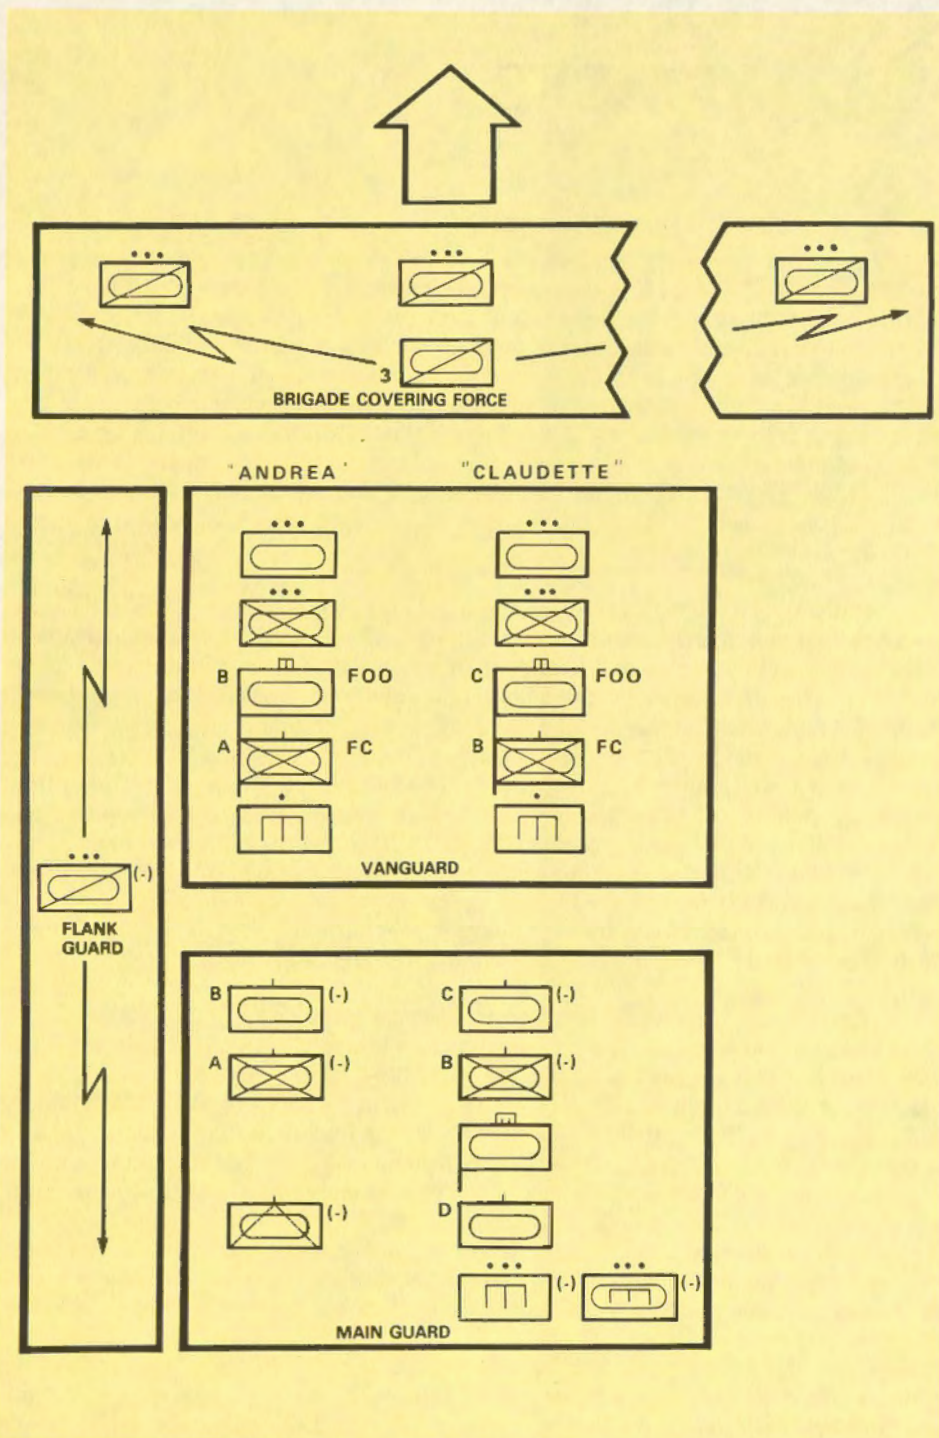 3
BRIGADE COVERING FORCE
"ANDREA" "CLAUDETTE"
B FOO C FOO
A FC B FC
VANGUARD
(-)
FLANK
GUARD
B (-) C (-)
A (-) B (-)
(-) D
(-) (-)
MAIN GUARD